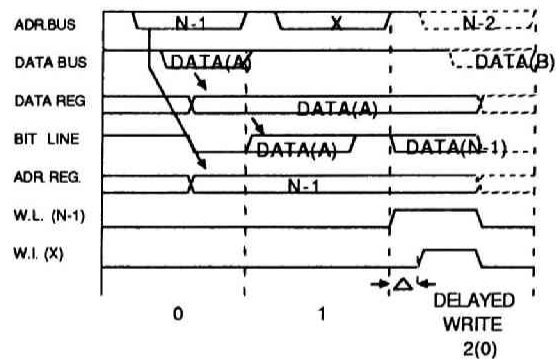 ADR.BUS N-1 X N-2
DATA BUS DATA(A) DATA(B)
DATA REG DATA(A)
BIT LINE DATA(A) DATA(N-1)
ADR. REG. N-1
W.L. (N-1)
W.I. (X)
0 1 Δ DELAYED
WRITE
2(0)